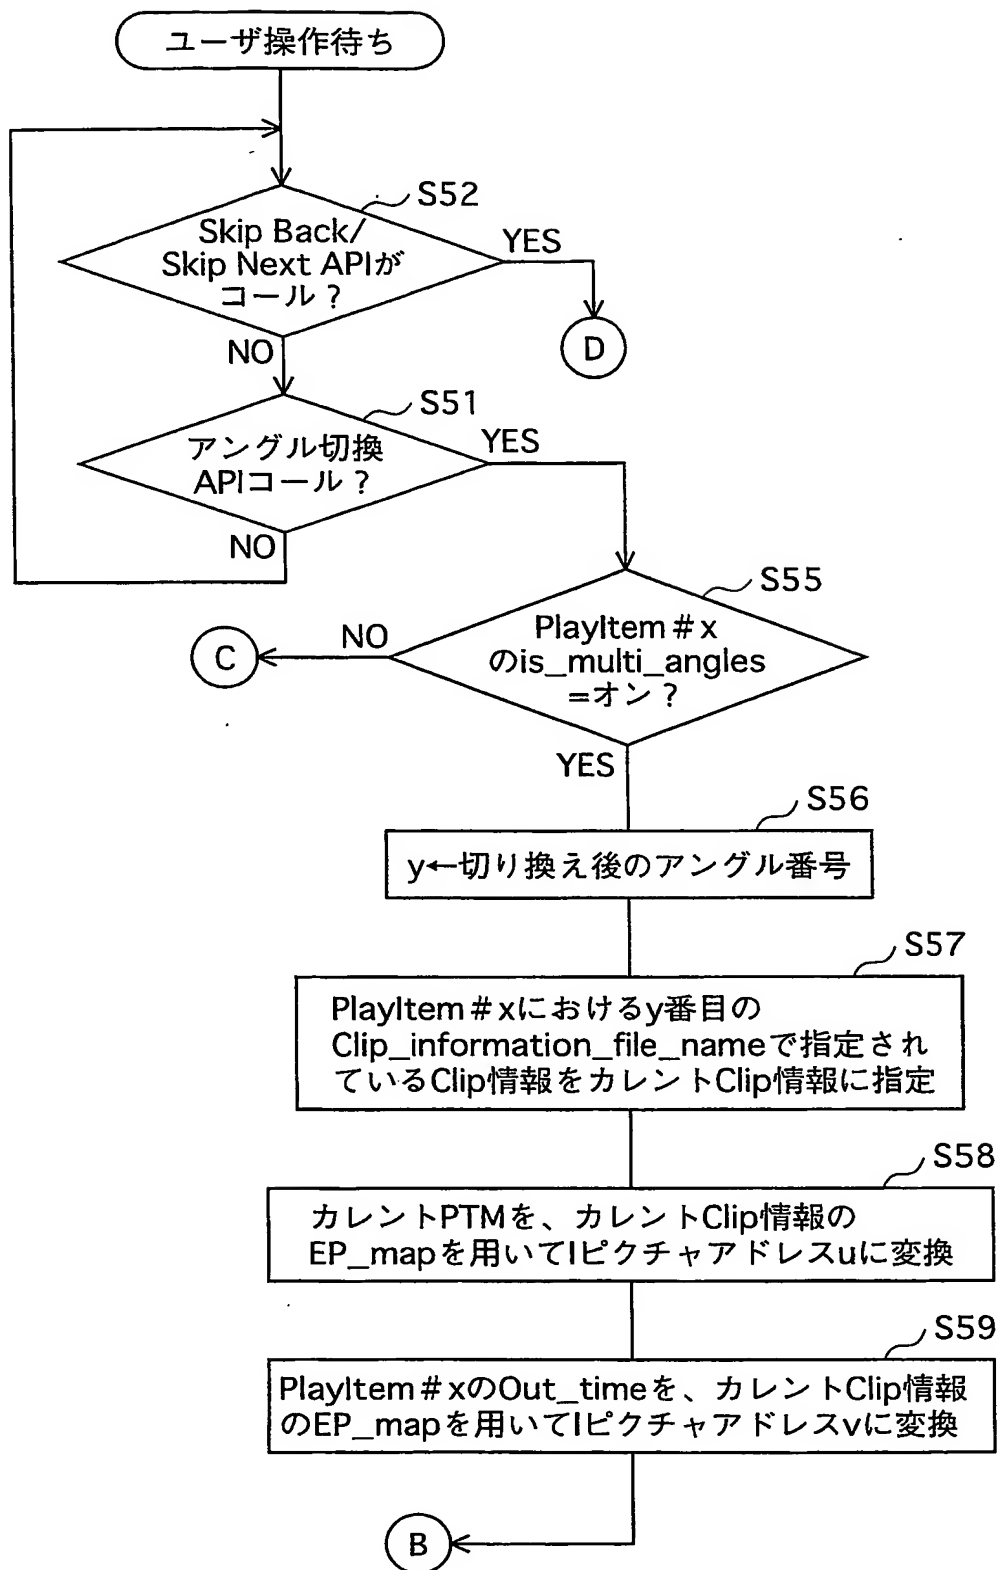 ユーザ操作待ち
S52
Skip Back/
Skip Next APIが
コール?
YES
D
NO
S51
アングル切換
APIコール?
YES
NO
S55
PlayItem#x
のis_multi_angles
=オン?
NO
C
YES
S56
y←切り換え後のアングル番号
S57
PlayItem#xにおけるy番目の
Clip_information_file_nameで指定され
ているClip情報をカレントClip情報に指定
S58
カレントPTMを、カレントClip情報の
EP_mapを用いてIピクチャアドレスuに変換
S59
PlayItem#xのOut_timeを、カレントClip情報
のEP_mapを用いてIピクチャアドレスvに変換
B